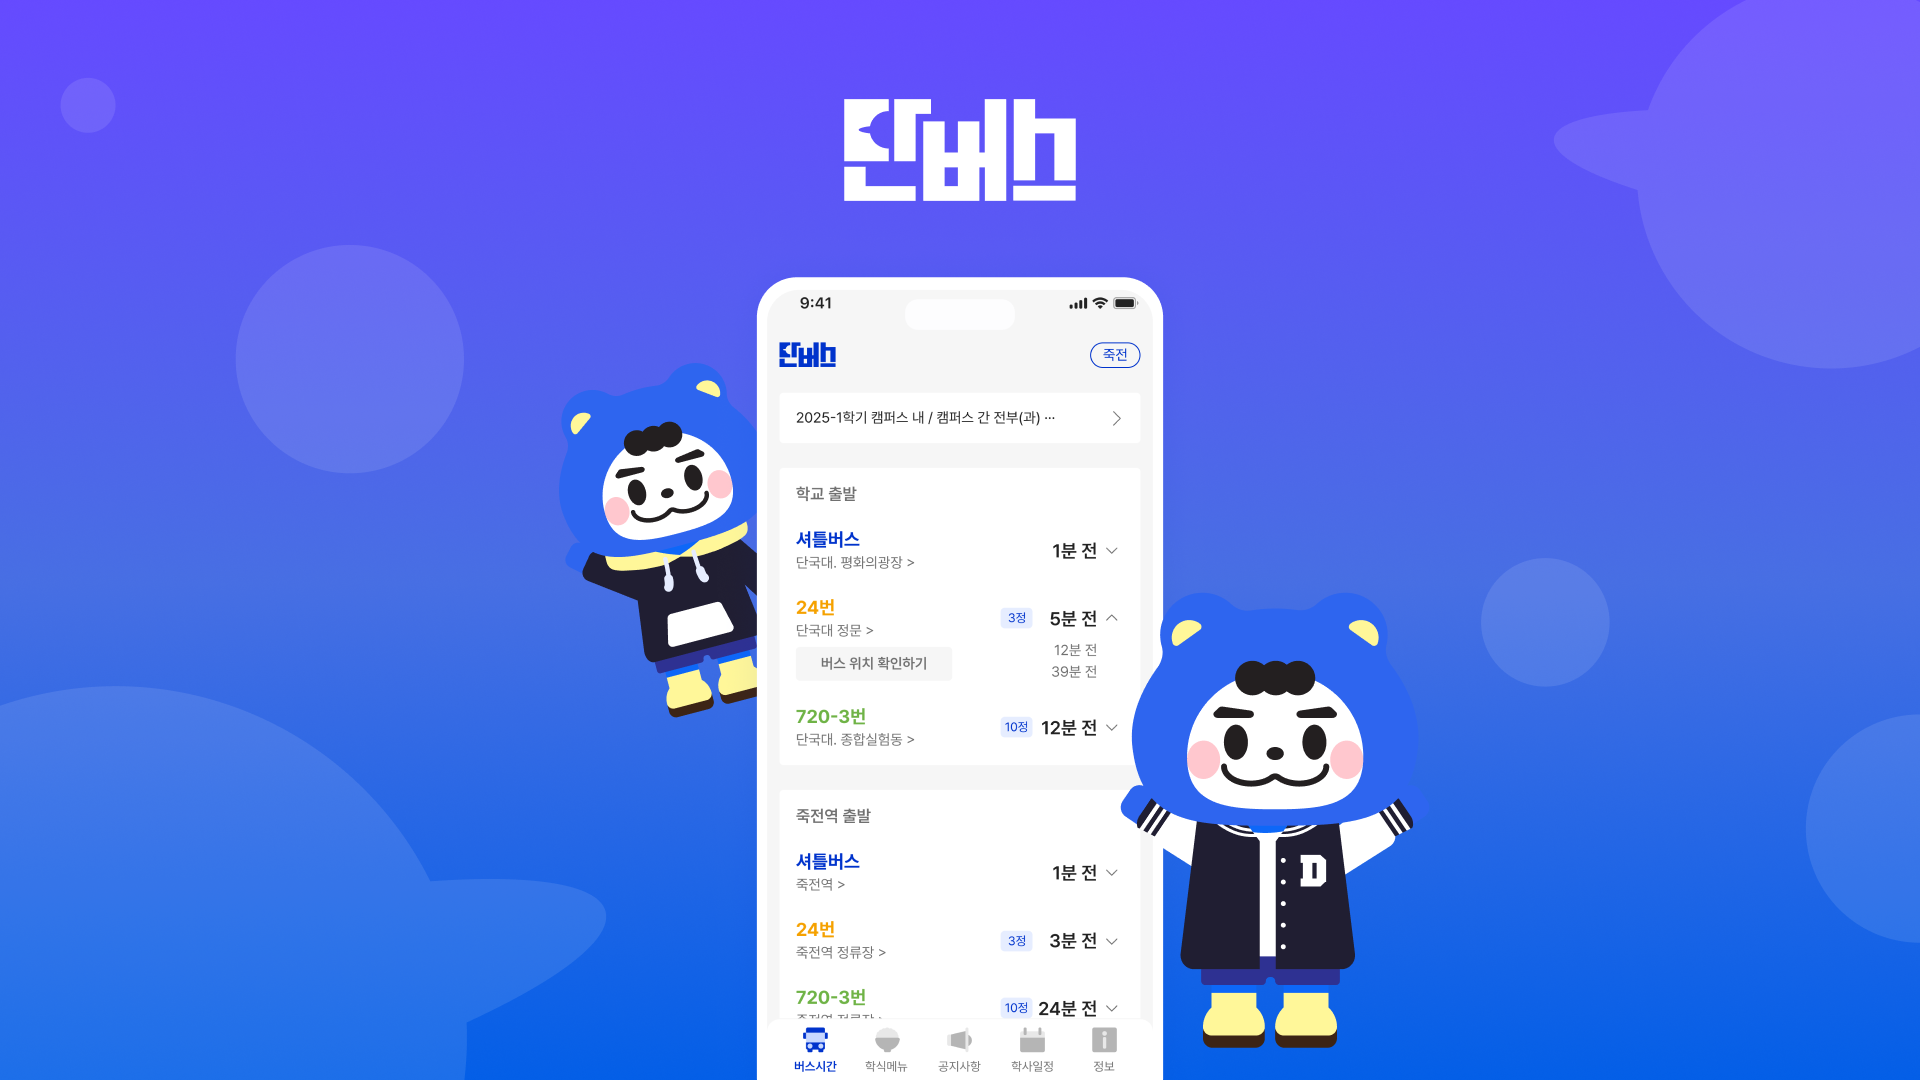 단버스
9:41
단버스
죽전
2025-1학기 캠퍼스 내 / 캠퍼스 간 전부(과) ···
학교 출발
셔틀버스
1분 전
단국대. 평화의광장 >
24번
3정 5분 전
단국대 정문 >
12분 전
버스 위치 확인하기
39분 전
720-3번
10정 12분 전
단국대. 종합실험동 >
죽전역 출발
셔틀버스
1분 전
죽전역 >
24번
3정 3분 전
죽전역 정류장 >
720-3번
10정 24분 전
죽전역 정류장 >
D
버스시간 학식메뉴 공지사항 학사일정 정보